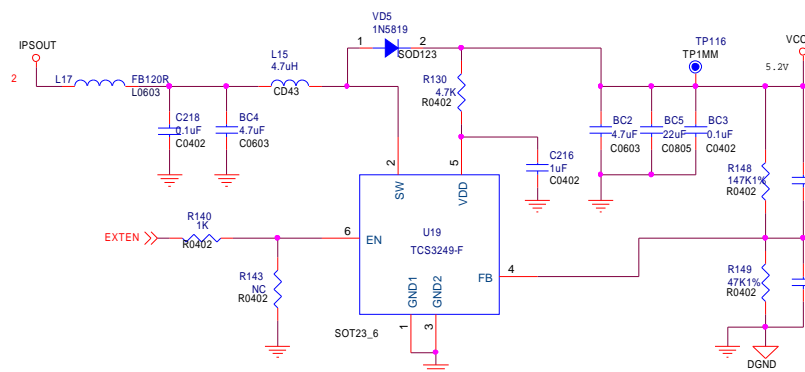 IPSOUT
2
L17
FB120R
L0603
L15
4.7uH
CD43
C218
0.1uF
C0402
BC4
4.7uF
C0603
VD5
1N5819
1
2
SOD123
R130
4.7K
R0402
C216
1uF
C0402
TP116
TP1MM
VCC
5.2V
BC2
4.7uF
C0603
BC5
22uF
C0805
BC3
0.1uF
C0402
R148
147K1%
R0402
R149
47K1%
R0402
DGND
EXTEN
R140
1K
R0402
R143
NC
R0402
2
5
SW
VDD
U19
TCS3249-F
6
EN
FB
4
GND1
GND2
1
3
SOT23_6